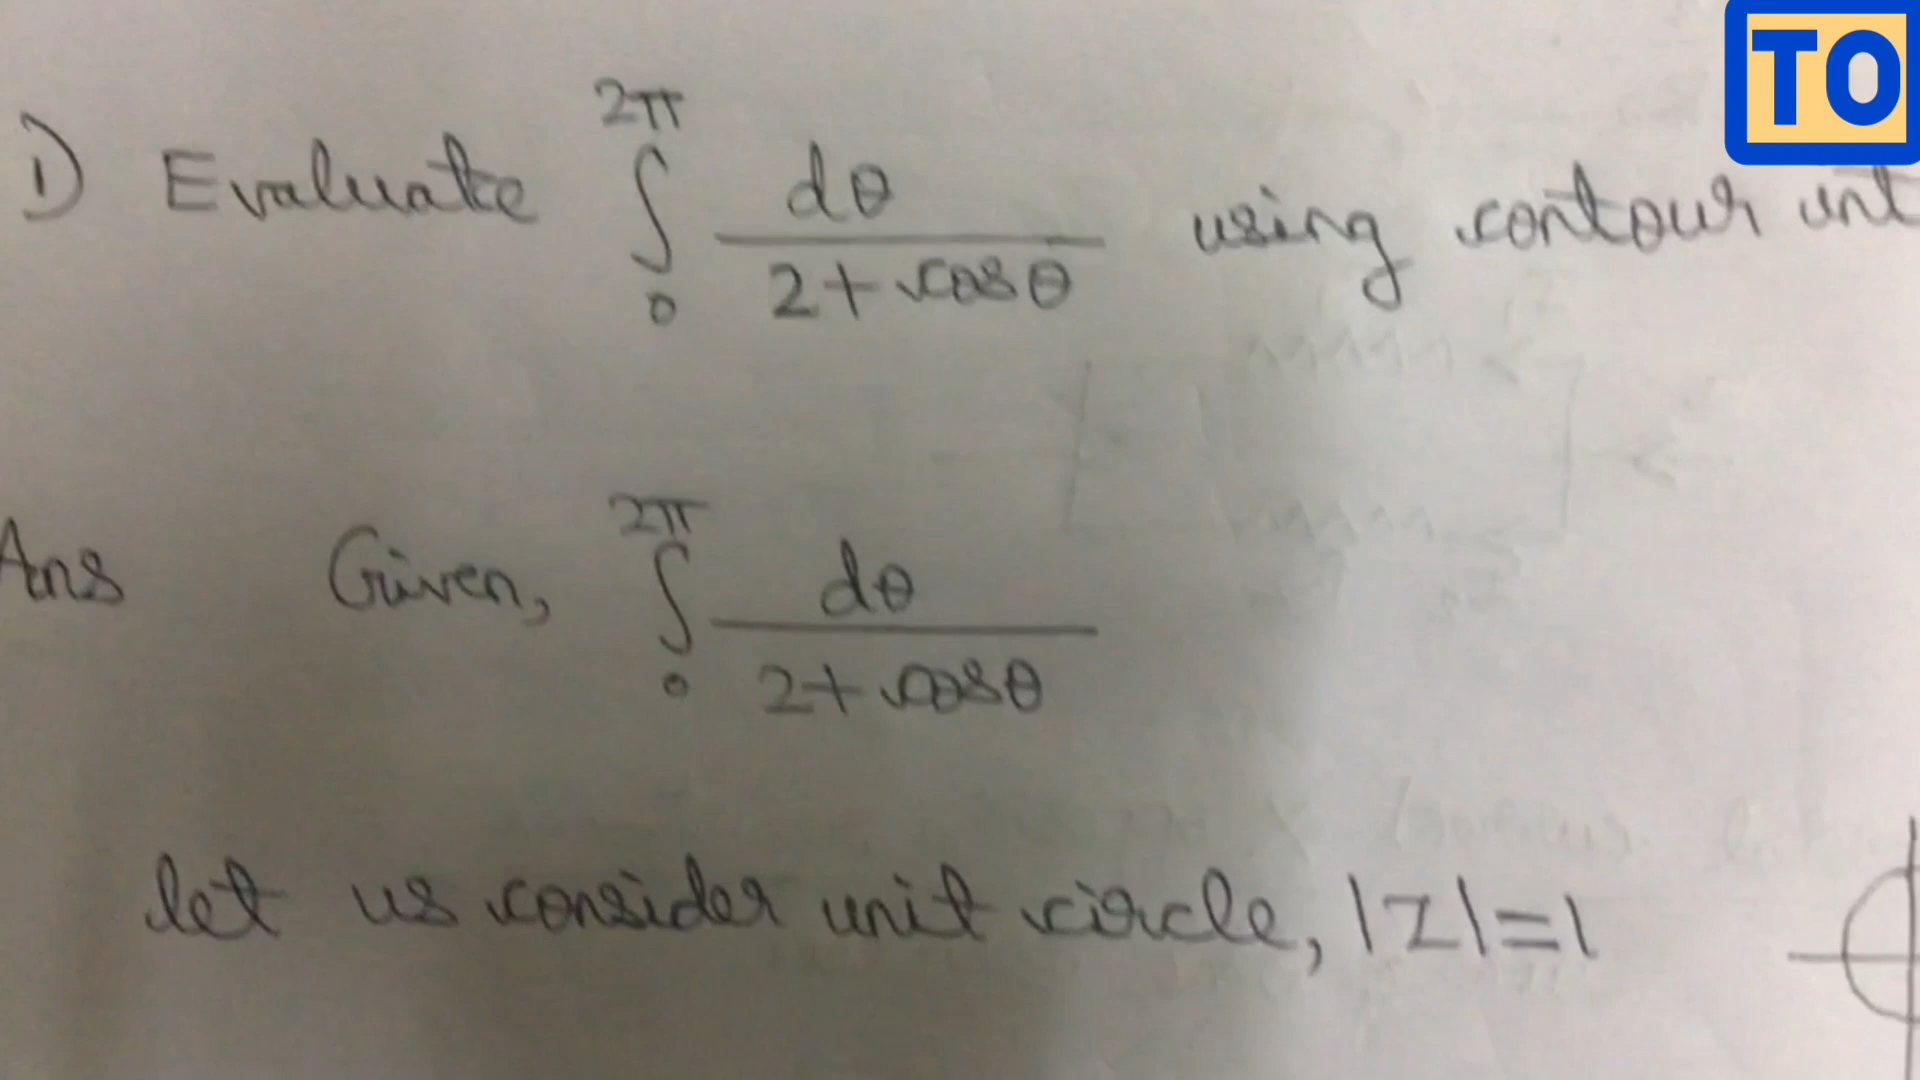 TO
1) Evaluate ∫₀^2π dθ / 2+cosθ using contour int
Ans Given, ∫₀^2π dθ / 2+cosθ
let us consider unit circle, |z|=1